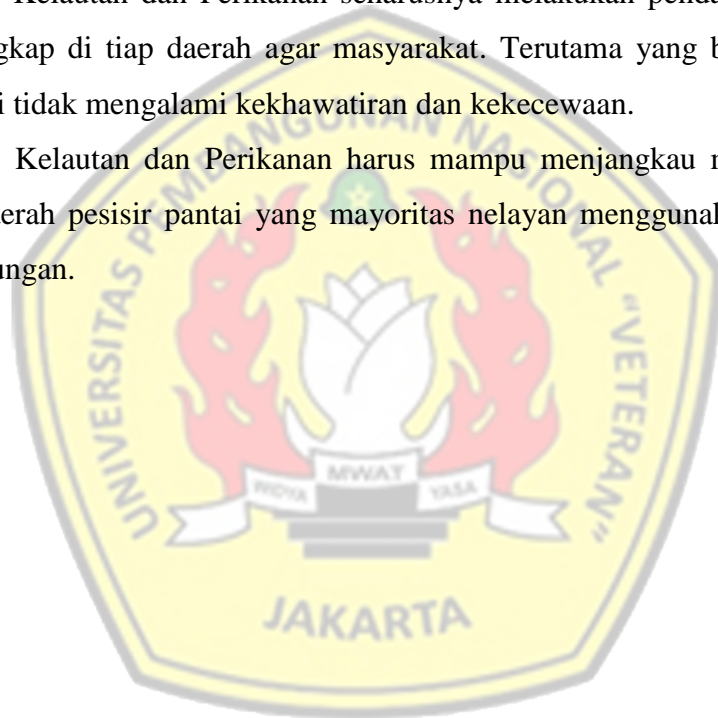 Kelautan dan Perikanan seharusnya melakukan
di tiap daerah agar masyarakat. Terutama yang
tidak mengalami kekhawatiran dan kekecewaan.
Kelautan dan Perikanan harus mampu menjangkau
pesisir pantai yang mayoritas nelayan
UNIVERSITAS PEMBANGUNAN NASIONAL "VETERAN"
WIDYA MWAT YASA
JAKARTA